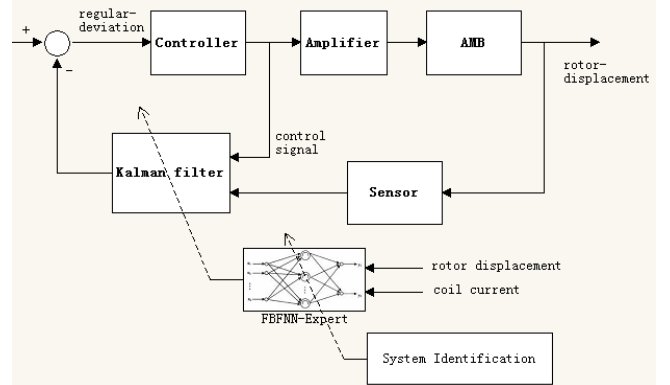 regular-
deviation
+
Controller
Amplifier
AMB
−
rotor-
displacement
control
signal
Kalman filter
Sensor
rotor displacement
coil current
FBFNN-Expert
System Identification